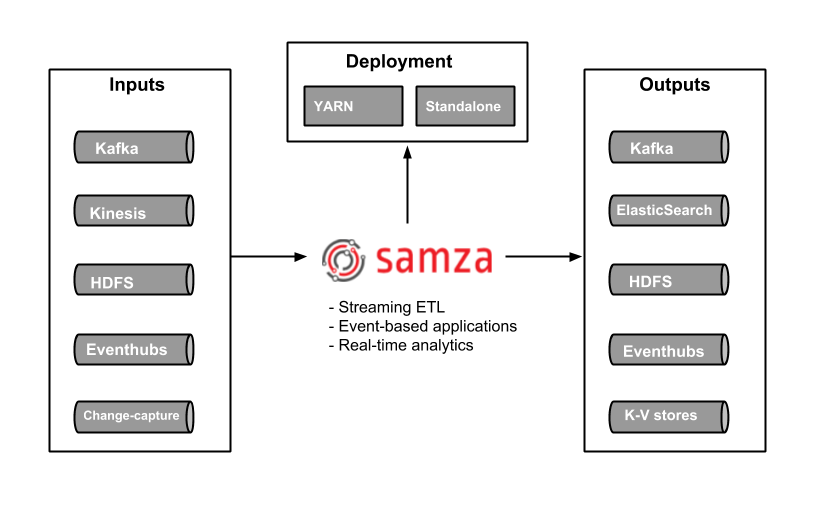 Deployment
YARN
Standalone
Inputs
Kafka
Kinesis
HDFS
Eventhubs
Change-capture
samza
- Streaming ETL
- Event-based applications
- Real-time analytics
Outputs
Kafka
ElasticSearch
HDFS
Eventhubs
K-V stores